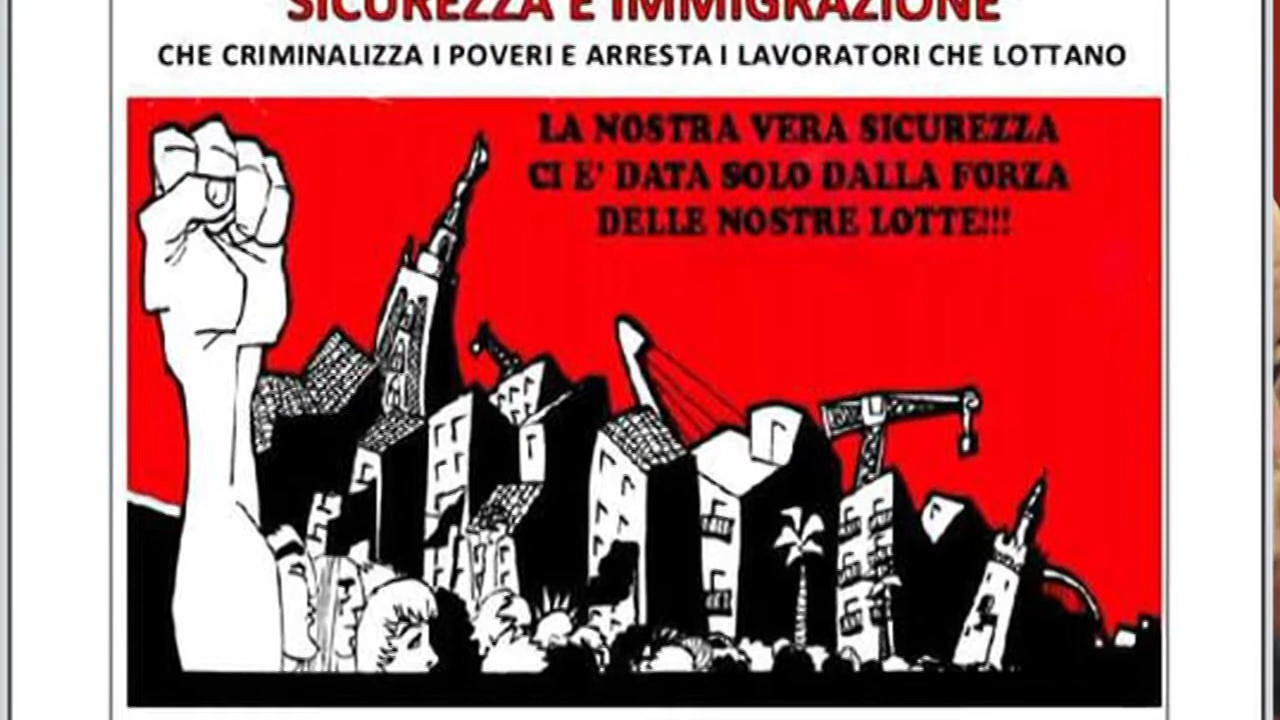 SICUREZZA E IMMIGRAZIONE
CHE CRIMINALIZZA I POVERI E ARRESTA I LAVORATORI CHE LOTTANO
LA NOSTRA VERA SICUREZZA
CI E' DATA SOLO DALLA FORZA
DELLE NOSTRE LOTTE!!!